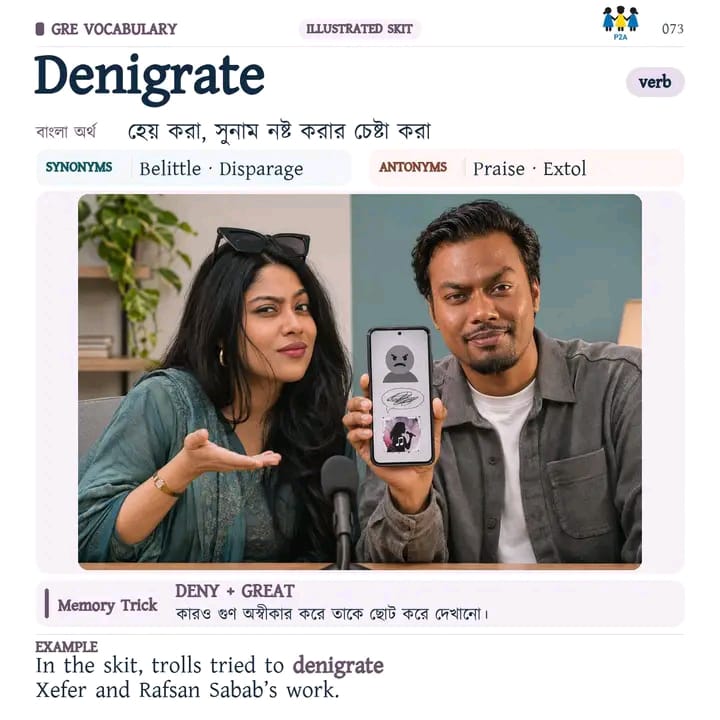 GRE VOCABULARY
ILLUSTRATED SKIT
P2A
073
Denigrate
verb
বাংলা অর্থ হেয় করা, সুনাম নষ্ট করার চেষ্টা করা
SYNONYMS Belittle · Disparage
ANTONYMS Praise · Extol
Memory Trick
DENY + GREAT
কারও গুণ অস্বীকার করে তাকে ছোট করে দেখানো।
EXAMPLE
In the skit, trolls tried to denigrate
Xefer and Rafsan Sabab’s work.